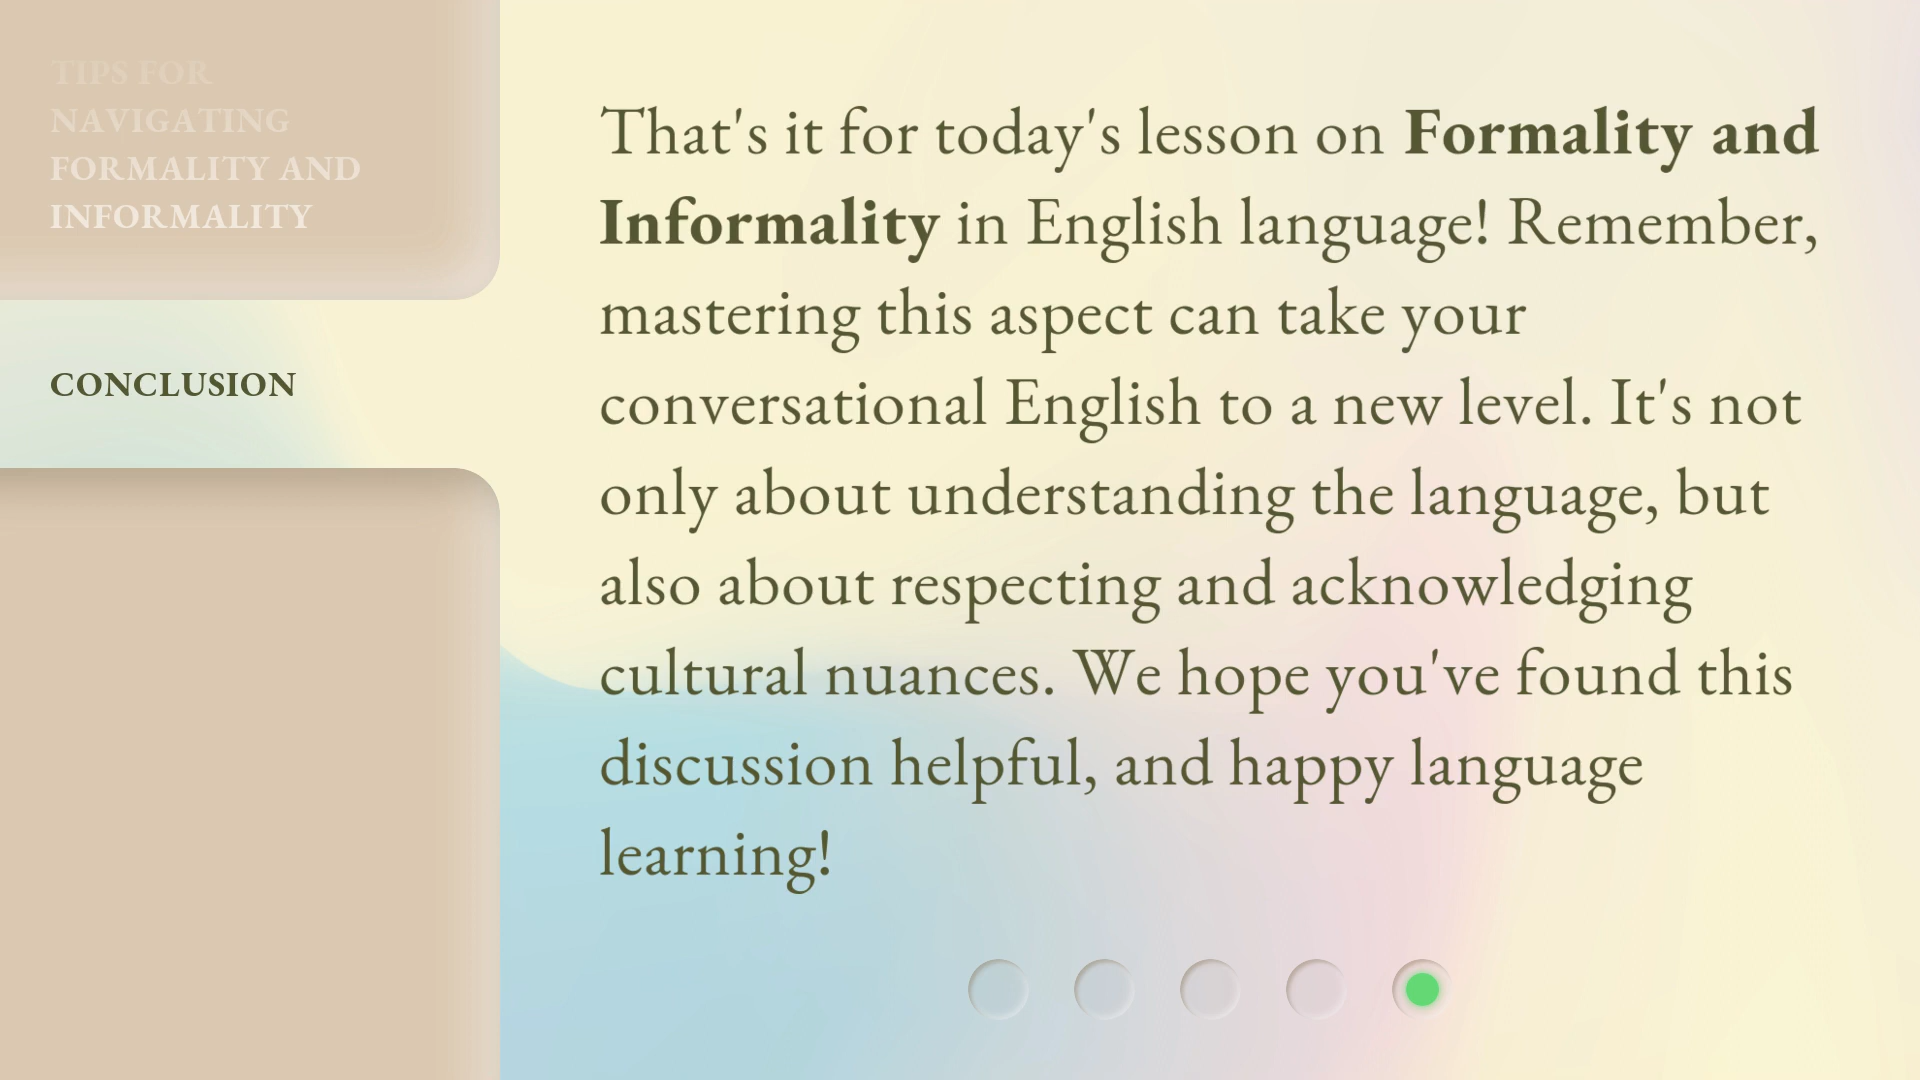 TIPS FOR
NAVIGATING
FORMALITY AND
INFORMALITY
CONCLUSION
That's it for today's lesson on Formality and
Informality in English language! Remember,
mastering this aspect can take your
conversational English to a new level. It's not
only about understanding the language, but
also about respecting and acknowledging
cultural nuances. We hope you've found this
discussion helpful, and happy language
learning!